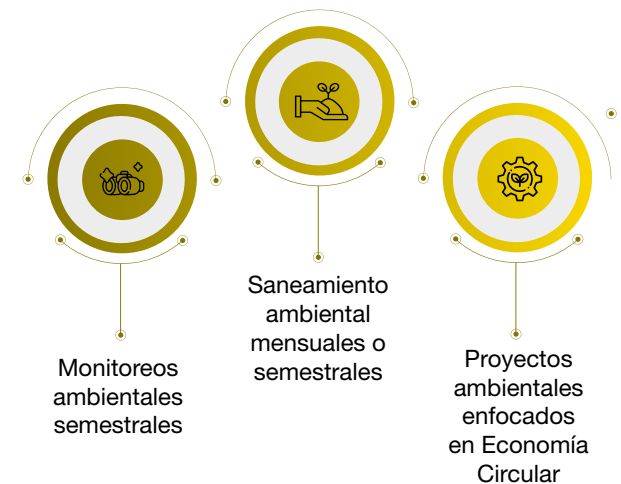 Monitoreos
ambientales
semestrales
Saneamiento
ambiental
mensuales o
semestrales
Proyectos
ambientales
enfocados
en Economía
Circular